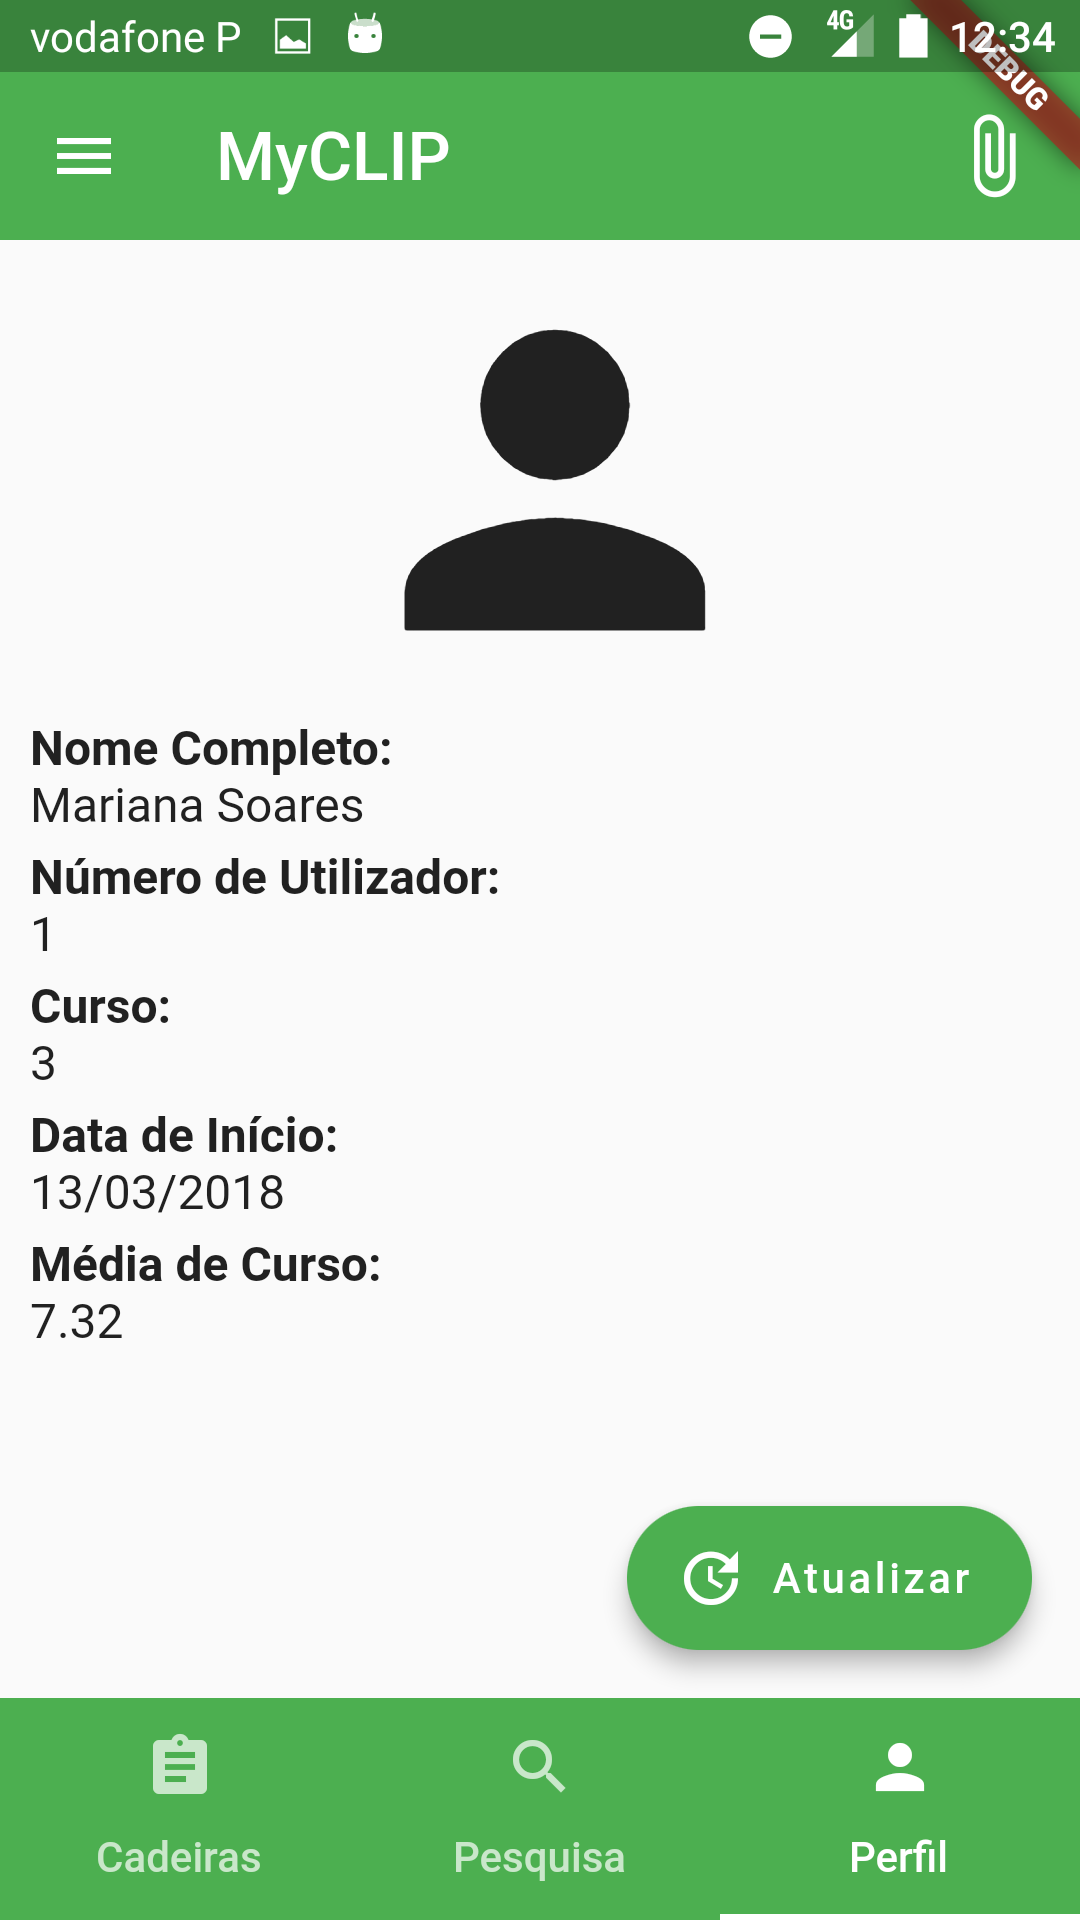 vodafone P 4G 12:34
DEBUG
MyCLIP
Nome Completo:
Mariana Soares
Número de Utilizador:
1
Curso:
3
Data de Início:
13/03/2018
Média de Curso:
7.32
Atualizar
Cadeiras Pesquisa Perfil